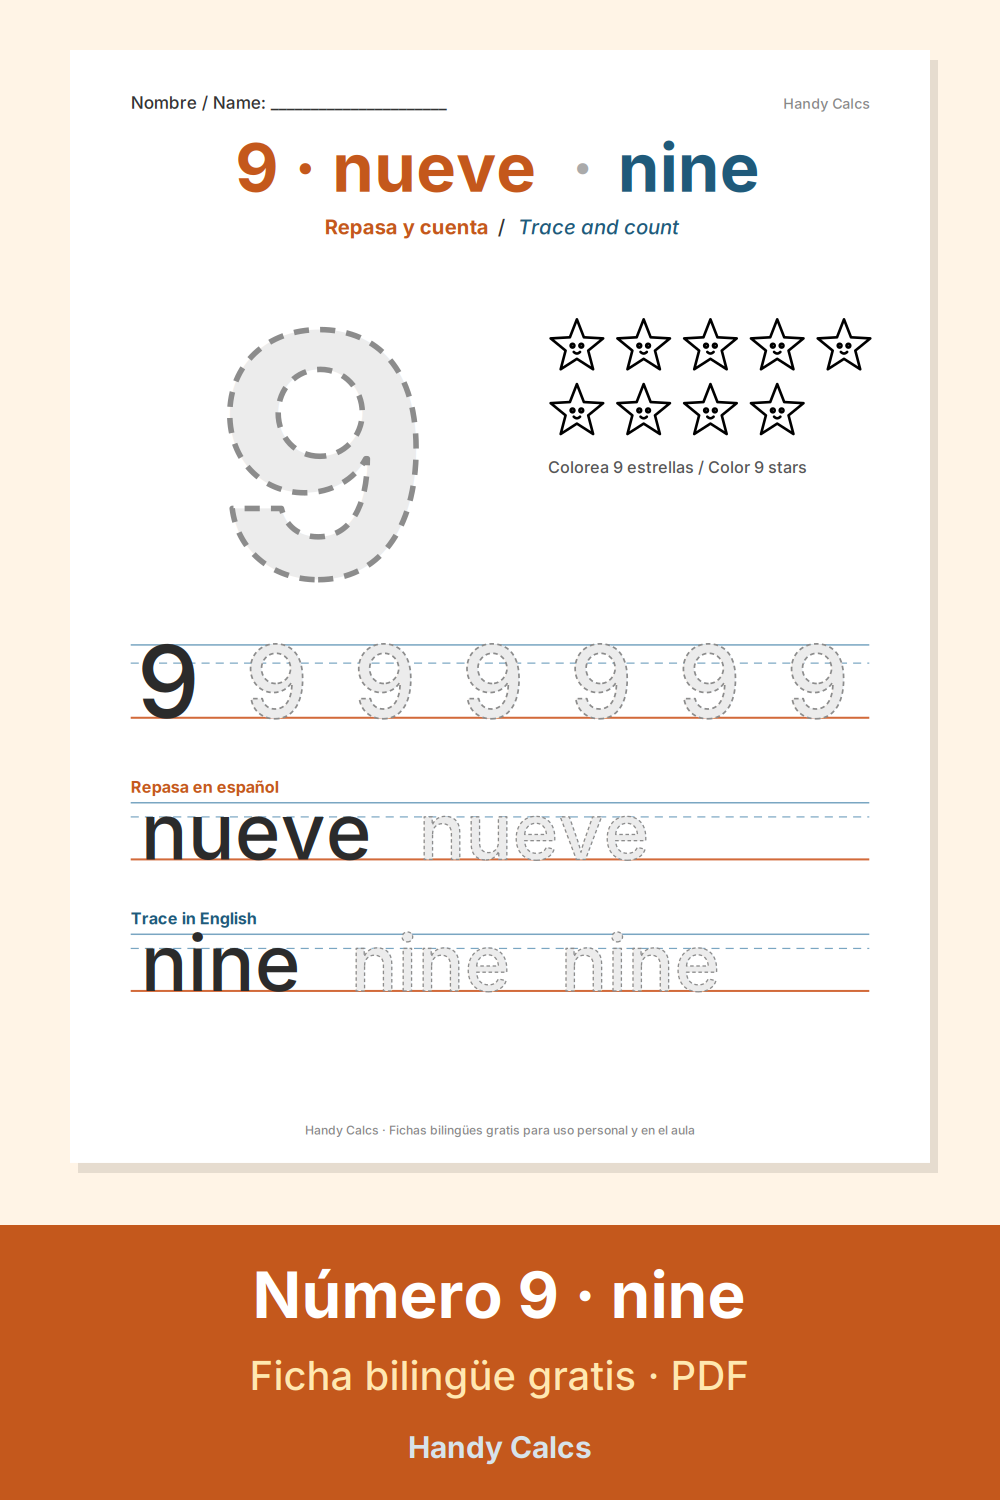 Nombre / Name: ____________________
Handy Calcs
9 · nueve · nine
Repasa y cuenta / Trace and count
9
Colorea 9 estrellas / Color 9 stars
9 9 9 9 9 9 9
Repasa en español
nueve nueve
Trace in English
nine nine nine
Handy Calcs · Fichas bilingües gratis para uso personal y en el aula
Número 9 · nine
Ficha bilingüe gratis · PDF
Handy Calcs